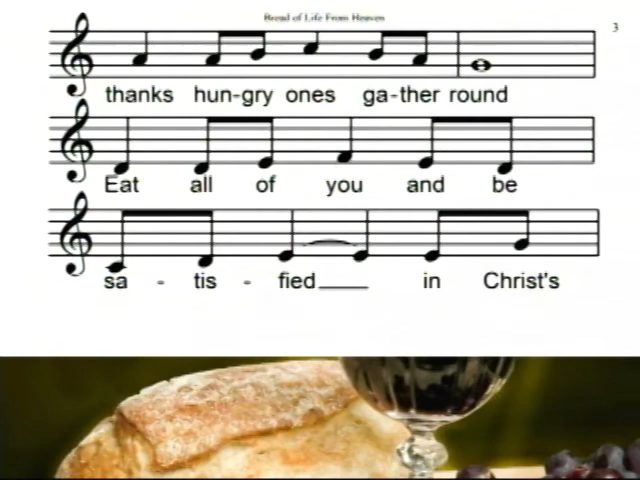 Bread of Life From Heaven
3
thanks hun-gry ones ga-ther round
Eat all of you and be
sa - tis - fied____ in Christ's